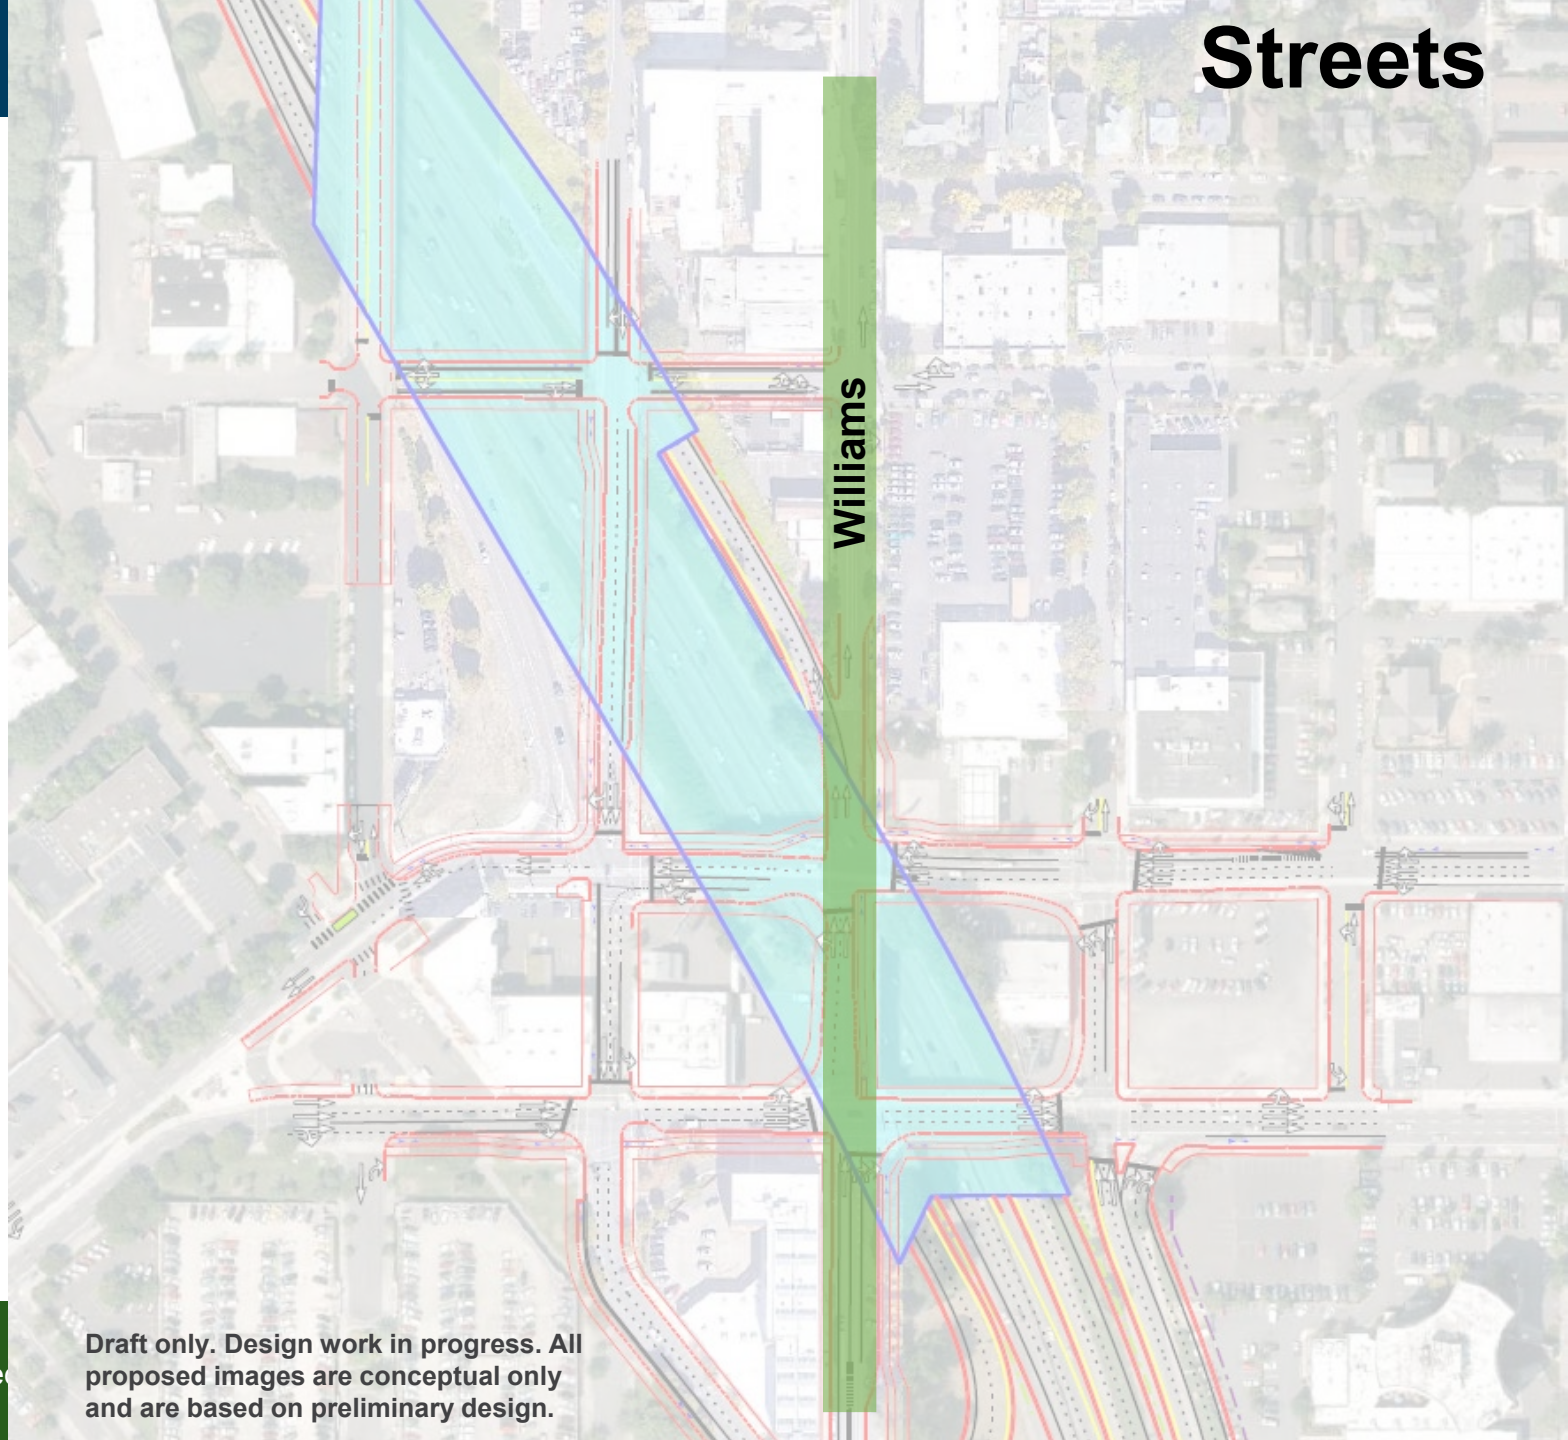 Streets
Williams
Draft only. Design work in progress. All
proposed images are conceptual only
and are based on preliminary design.